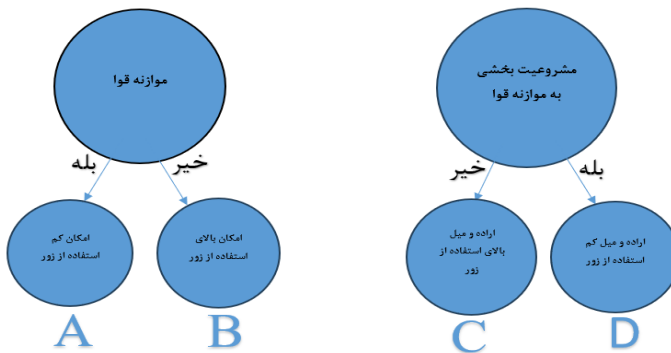 موازنه قوا
مشروعیت بخشی
به موازنه قوا
بله
خیر
خیر
بله
امکان کم
استفاده از زور
امکان بالای
استفاده از زور
اراده و میل
بالای استفاده از
زور
اراده و میل کم
استفاده از زور
A
B
C
D